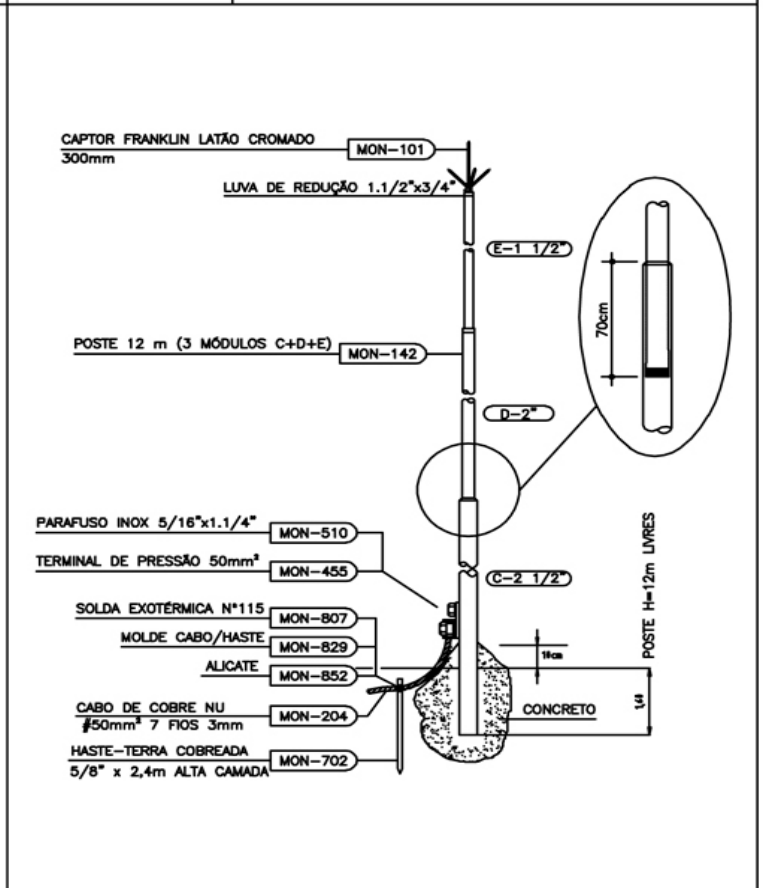 CAPTOR FRANKLIN LATÃO CROMADO
300mm
MON-101
LUVA DE REDUÇÃO 1.1/2"x3/4"
E-1 1/2"
70cm
POSTE 12 m (3 MÓDULOS C+D+E)
MON-142
D-2"
PARAFUSO INOX 5/16"x1.1/4"
MON-510
TERMINAL DE PRESSÃO 50mm²
MON-455
C-2 1/2"
POSTE H=12m LIVRES
SOLDA EXOTÉRMICA N°115
MON-807
MOLDE CABO/HASTE
MON-829
ALICATE
MON-852
CABO DE COBRE NU
#50mm² 7 FIOS 3mm
MON-204
CONCRETO
HASTE-TERRA COBREADA
5/8" x 2,4m ALTA CAMADA
MON-702